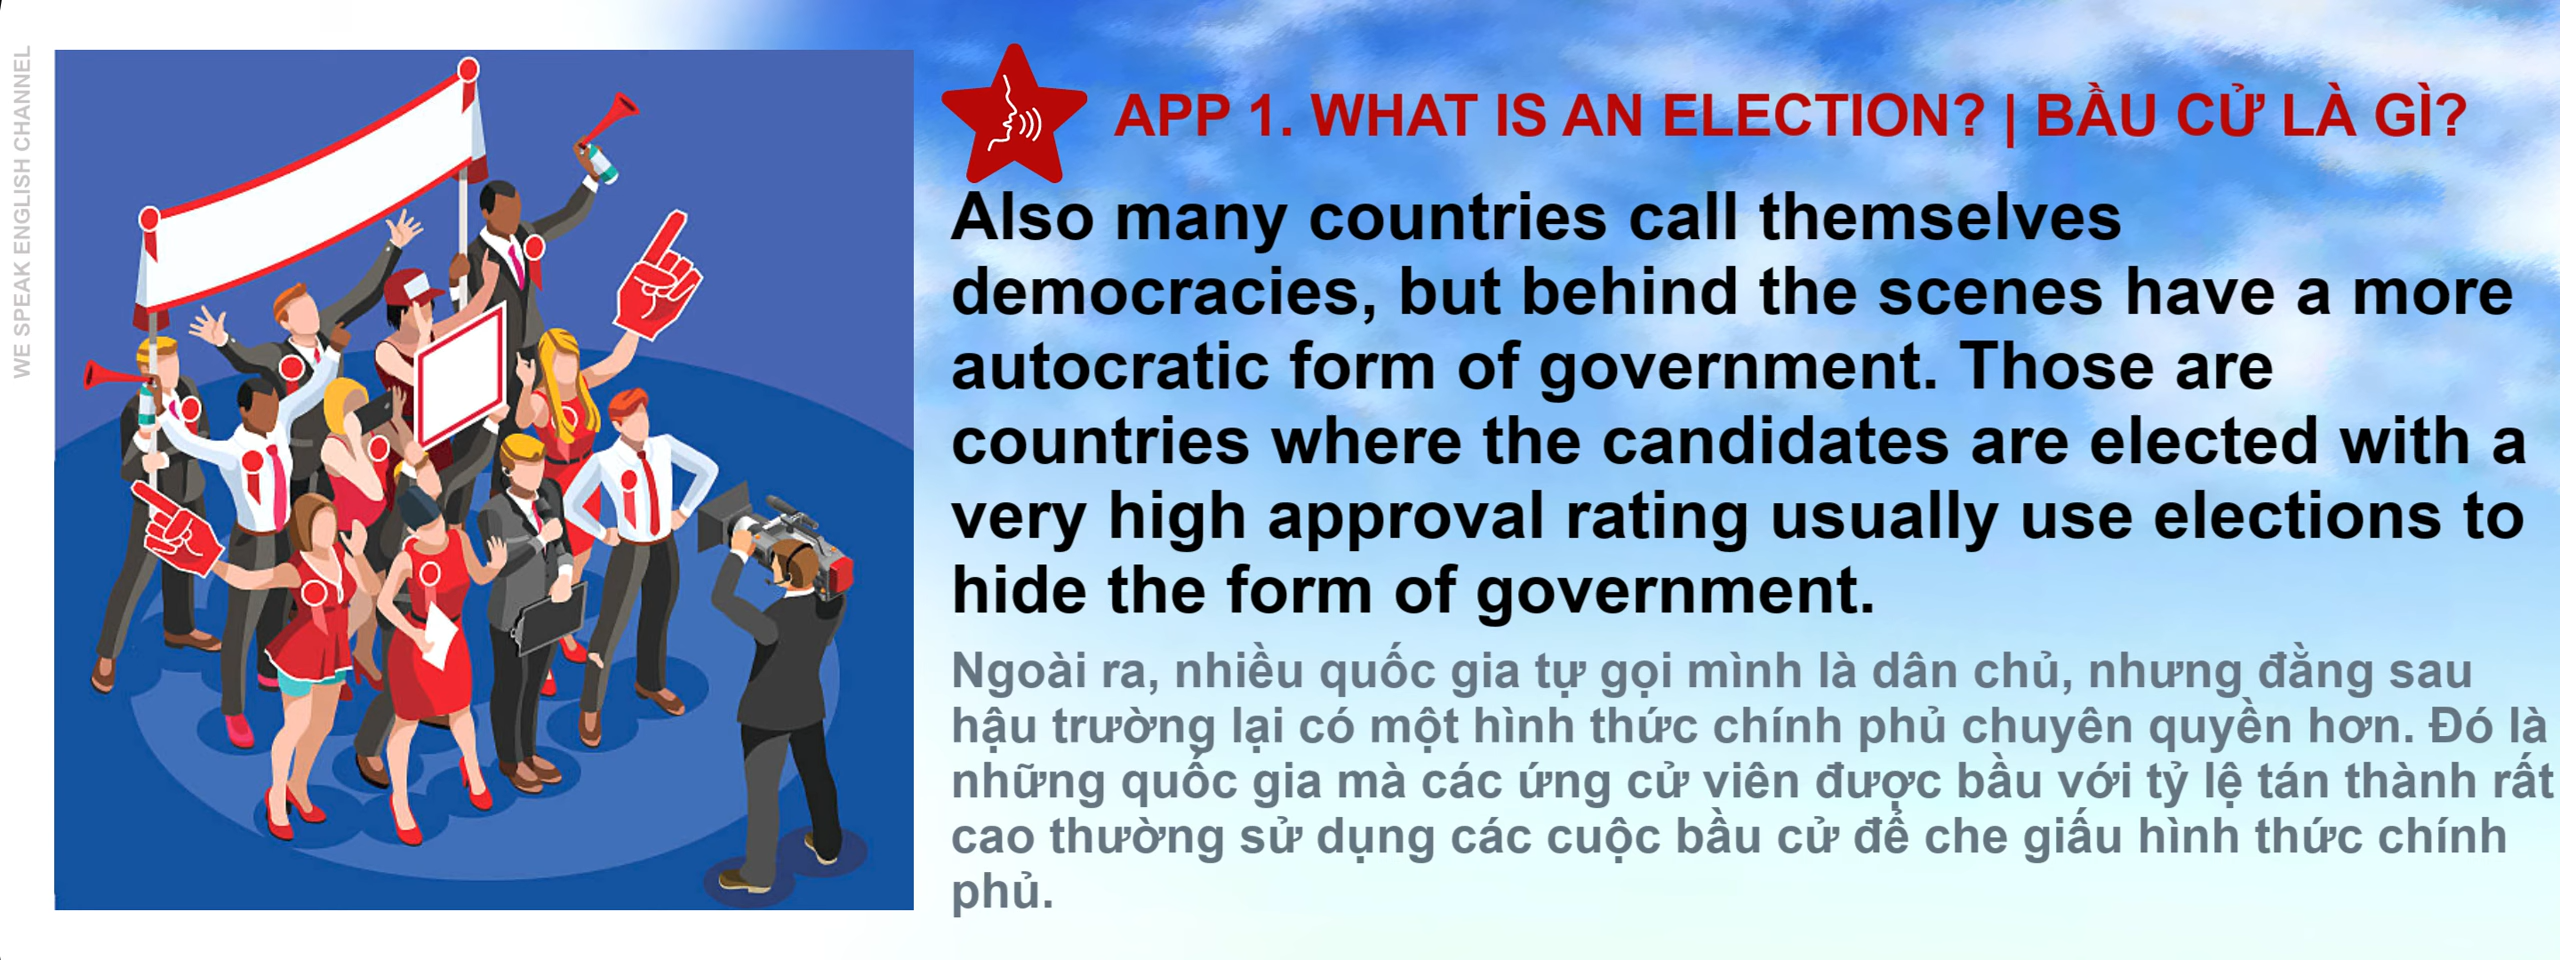 WE SPEAK ENGLISH CHANNEL
APP 1. WHAT IS AN ELECTION? | BẦU CỬ LÀ GÌ?
Also many countries call themselves
democracies, but behind the scenes have a more
autocratic form of government. Those are
countries where the candidates are elected with a
very high approval rating usually use elections to
hide the form of government.
Ngoài ra, nhiều quốc gia tự gọi mình là dân chủ, nhưng đằng sau
hậu trường lại có một hình thức chính phủ chuyên quyền hơn. Đó là
những quốc gia mà các ứng cử viên được bầu với tỷ lệ tán thành rất
cao thường sử dụng các cuộc bầu cử để che giấu hình thức chính
phủ.